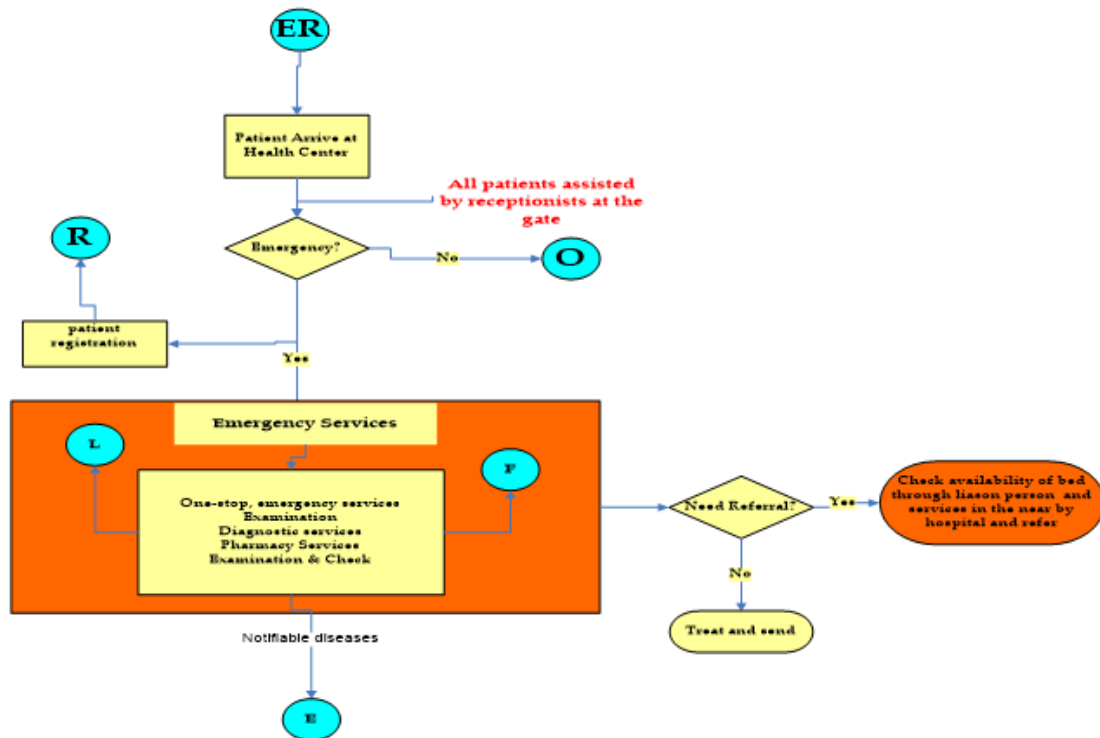 ER
Patient Arrive at
Health Center
All patients assisted
by receptionists at the
gate
R
Emergency?
No
O
patient
registration
Yes
Emergency Services
L
P
One-stop, emergency services
Examination
Diagnostic services
Pharmacy Services
Examination & Check
Need Referral?
Yes
Check availability of bed
through liason person and
services in the near by
hospital and refer
No
Treat and send
Notifiable diseases
E